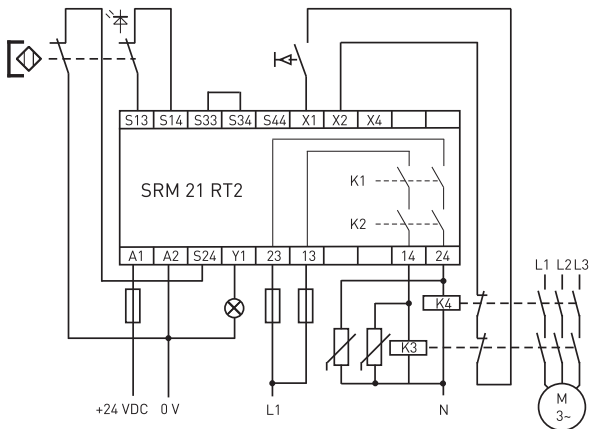 S13 S14 S33 S34 S44 X1 X2 X4
K1
SRM 21 RT2
K2
A1 A2 S24 Y1 23 13 14 24
L1 L2 L3
K4
K3
+24 VDC 0 V L1 N
M
3~